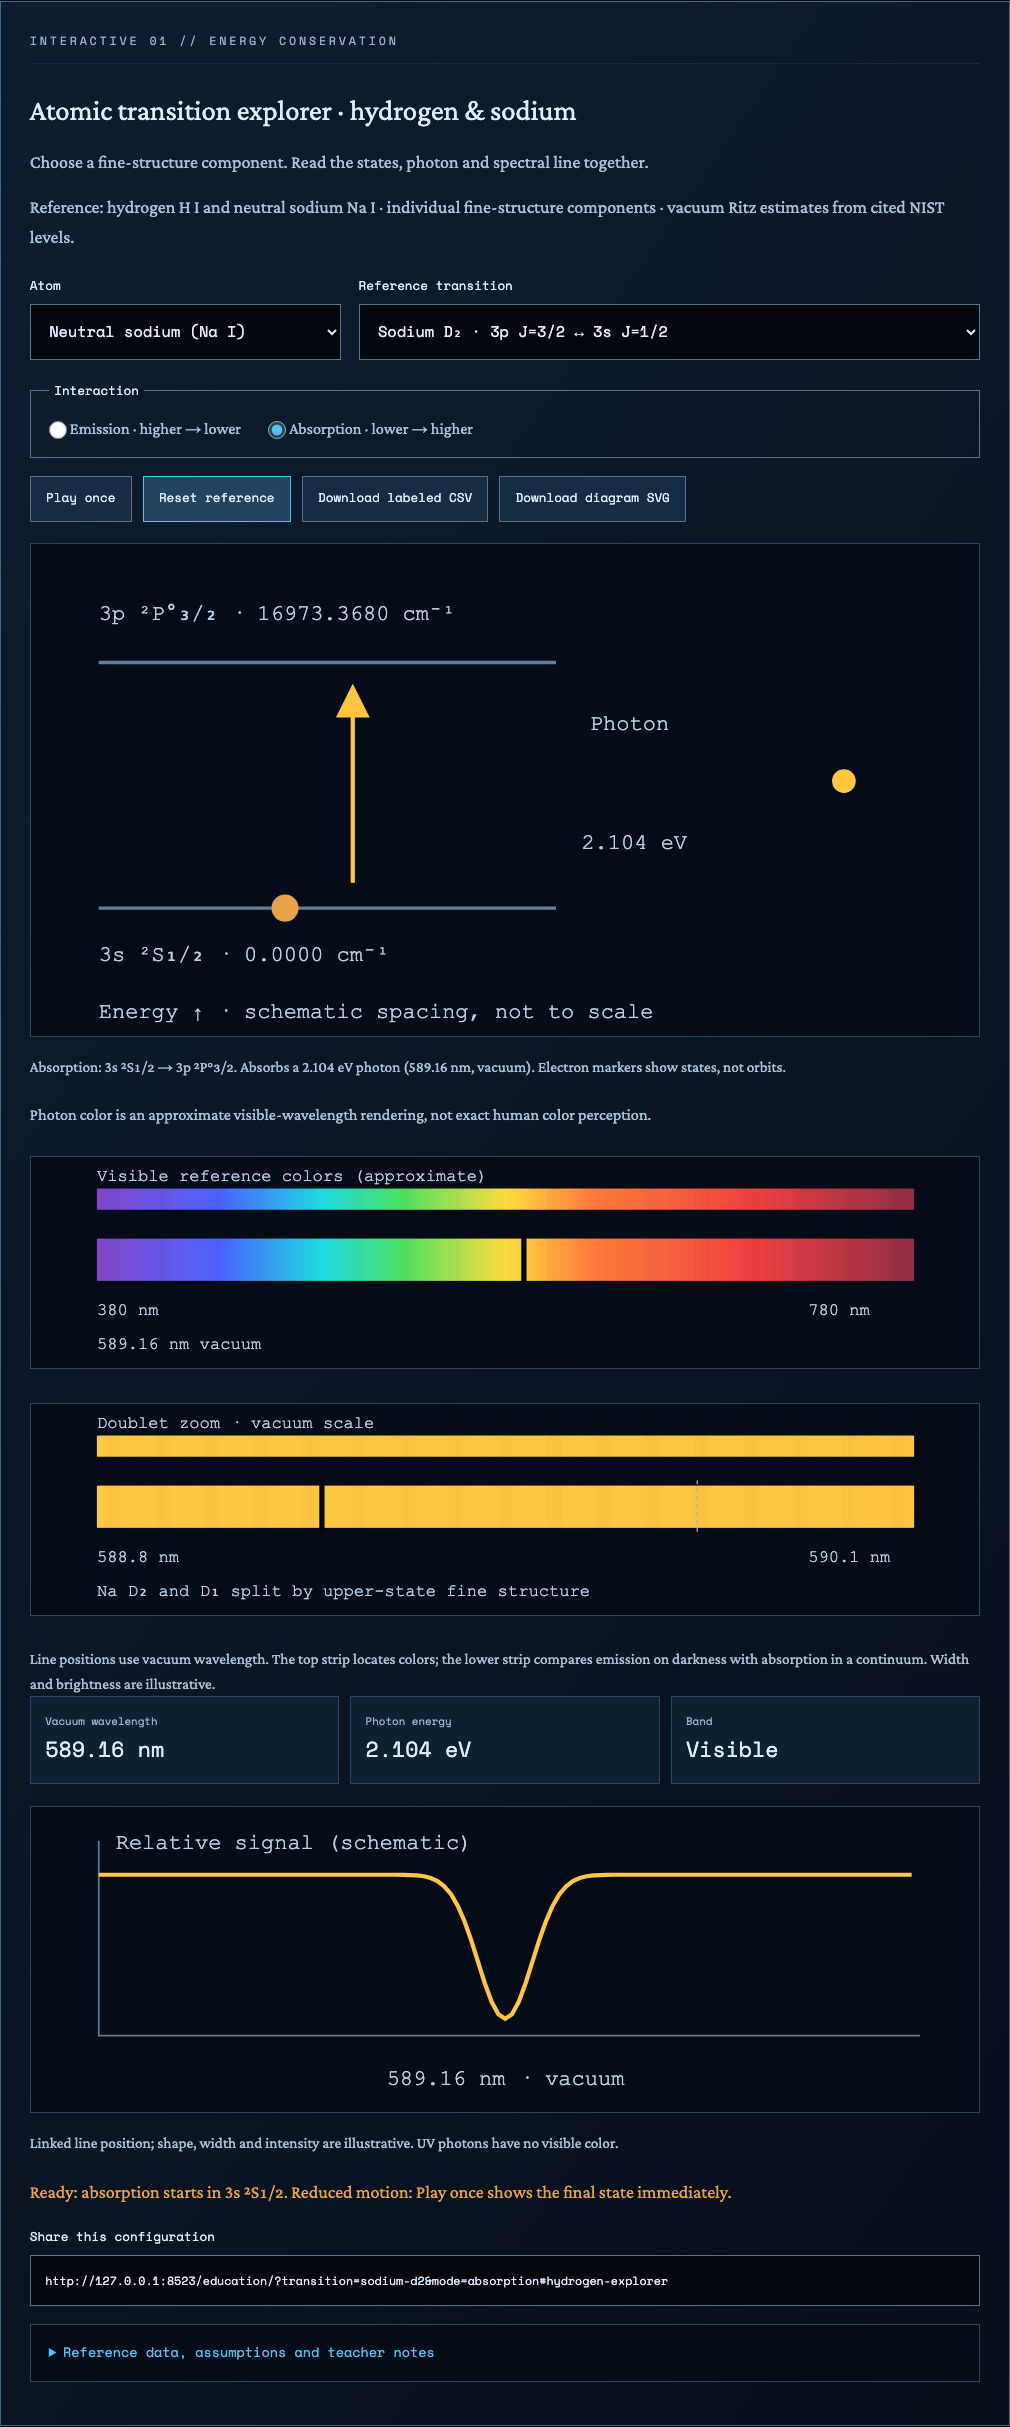 INTERACTIVE 01 // ENERGY CONSERVATION
Atomic transition explorer · hydrogen & sodium
Choose a fine-structure component. Read the states, photon and spectral line together.
Reference: hydrogen H I and neutral sodium Na I · individual fine-structure components · vacuum Ritz estimates from cited NIST
levels.
Atom
Reference transition
Neutral sodium (Na I)
Sodium D₂ · 3p J=3/2 ↔ 3s J=1/2
Interaction
Emission · higher → lower
Absorption · lower → higher
Play once
Reset reference
Download labeled CSV
Download diagram SVG
3p ²P°₃/₂ · 16973.3680 cm⁻¹
Photon
2.104 eV
3s ²S₁/₂ · 0.0000 cm⁻¹
Energy ↑ · schematic spacing, not to scale
Absorption: 3s ²S₁/₂ → 3p ²P°₃/₂. Absorbs a 2.104 eV photon (589.16 nm, vacuum). Electron markers show states, not orbits.
Photon color is an approximate visible-wavelength rendering, not exact human color perception.
Visible reference colors (approximate)
380 nm
780 nm
589.16 nm vacuum
Doublet zoom · vacuum scale
588.8 nm
590.1 nm
Na D₂ and D₁ split by upper-state fine structure
Line positions use vacuum wavelength. The top strip locates colors; the lower strip compares emission on darkness with absorption in a continuum. Width
and brightness are illustrative.
Vacuum wavelength
589.16 nm
Photon energy
2.104 eV
Band
Visible
Relative signal (schematic)
589.16 nm · vacuum
Linked line position; shape, width and intensity are illustrative. UV photons have no visible color.
Ready: absorption starts in 3s ²S₁/₂. Reduced motion: Play once shows the final state immediately.
Share this configuration
http://127.0.0.1:8523/education/?transition=sodium-d2&mode=absorption#hydrogen-explorer
▶ Reference data, assumptions and teacher notes